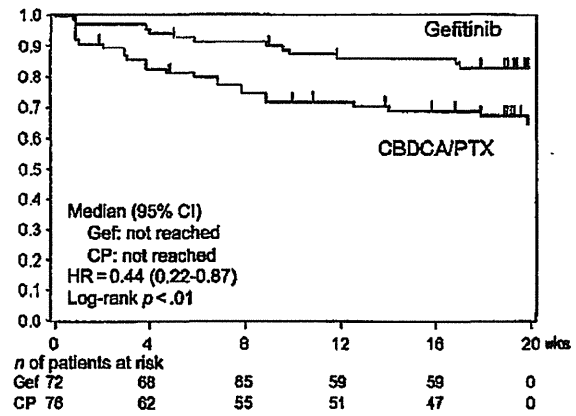 1.0
0.9
0.8
0.7
0.6
0.5
0.4
0.3
0.2
0.1
0.0
Gefitinib
CBDCA/PTX
Median (95% CI)
Gef: not reached
CP: not reached
HR=0.44 (0.22-0.87)
Log-rank p<.01
0 4 8 12 16 20 wks
n of patients at risk
Gef 72 68 65 59 59 0
CP 76 62 55 51 47 0